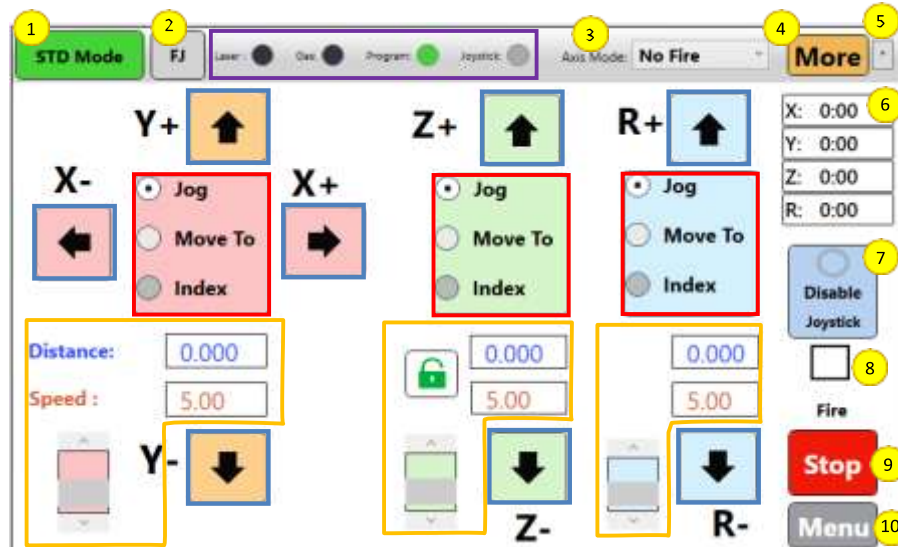 1
2
3
4
5
STD Mode
FJ
Laser :
Gas:
Program:
Joystick:
Axis Mode:
No Fire
More
6
X: 0:00
Y: 0:00
Z: 0:00
R: 0:00
Y+
Z+
R+
X-
X+
Jog
Move To
Index
Jog
Move To
Index
Jog
Move To
Index
7
Disable
Joystick
8
Fire
Distance:
0.000
0.000
0.000
Speed :
5.00
5.00
5.00
Y-
Z-
R-
Stop
9
Menu
10